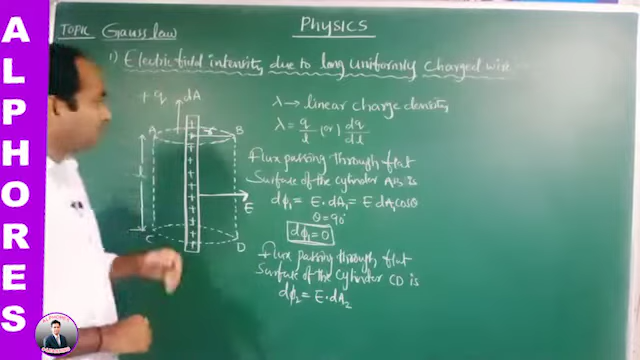 ALPHORES
TOPIC Gauss law
Physics
1) Electric field intensity due to long uniformly charged wire
+q
dA
A
r
B
l
E
C
D
λ → linear charge density
λ = q/l (or) dq/dl
Flux passing through flat
Surface of the cylinder AB is
dϕ₁ = E·dA₁ = E dA₁ cosθ
θ = 90°
dϕ₁ = 0
Flux passing through flat
Surface of the cylinder CD is
dϕ₂ = E·dA₂